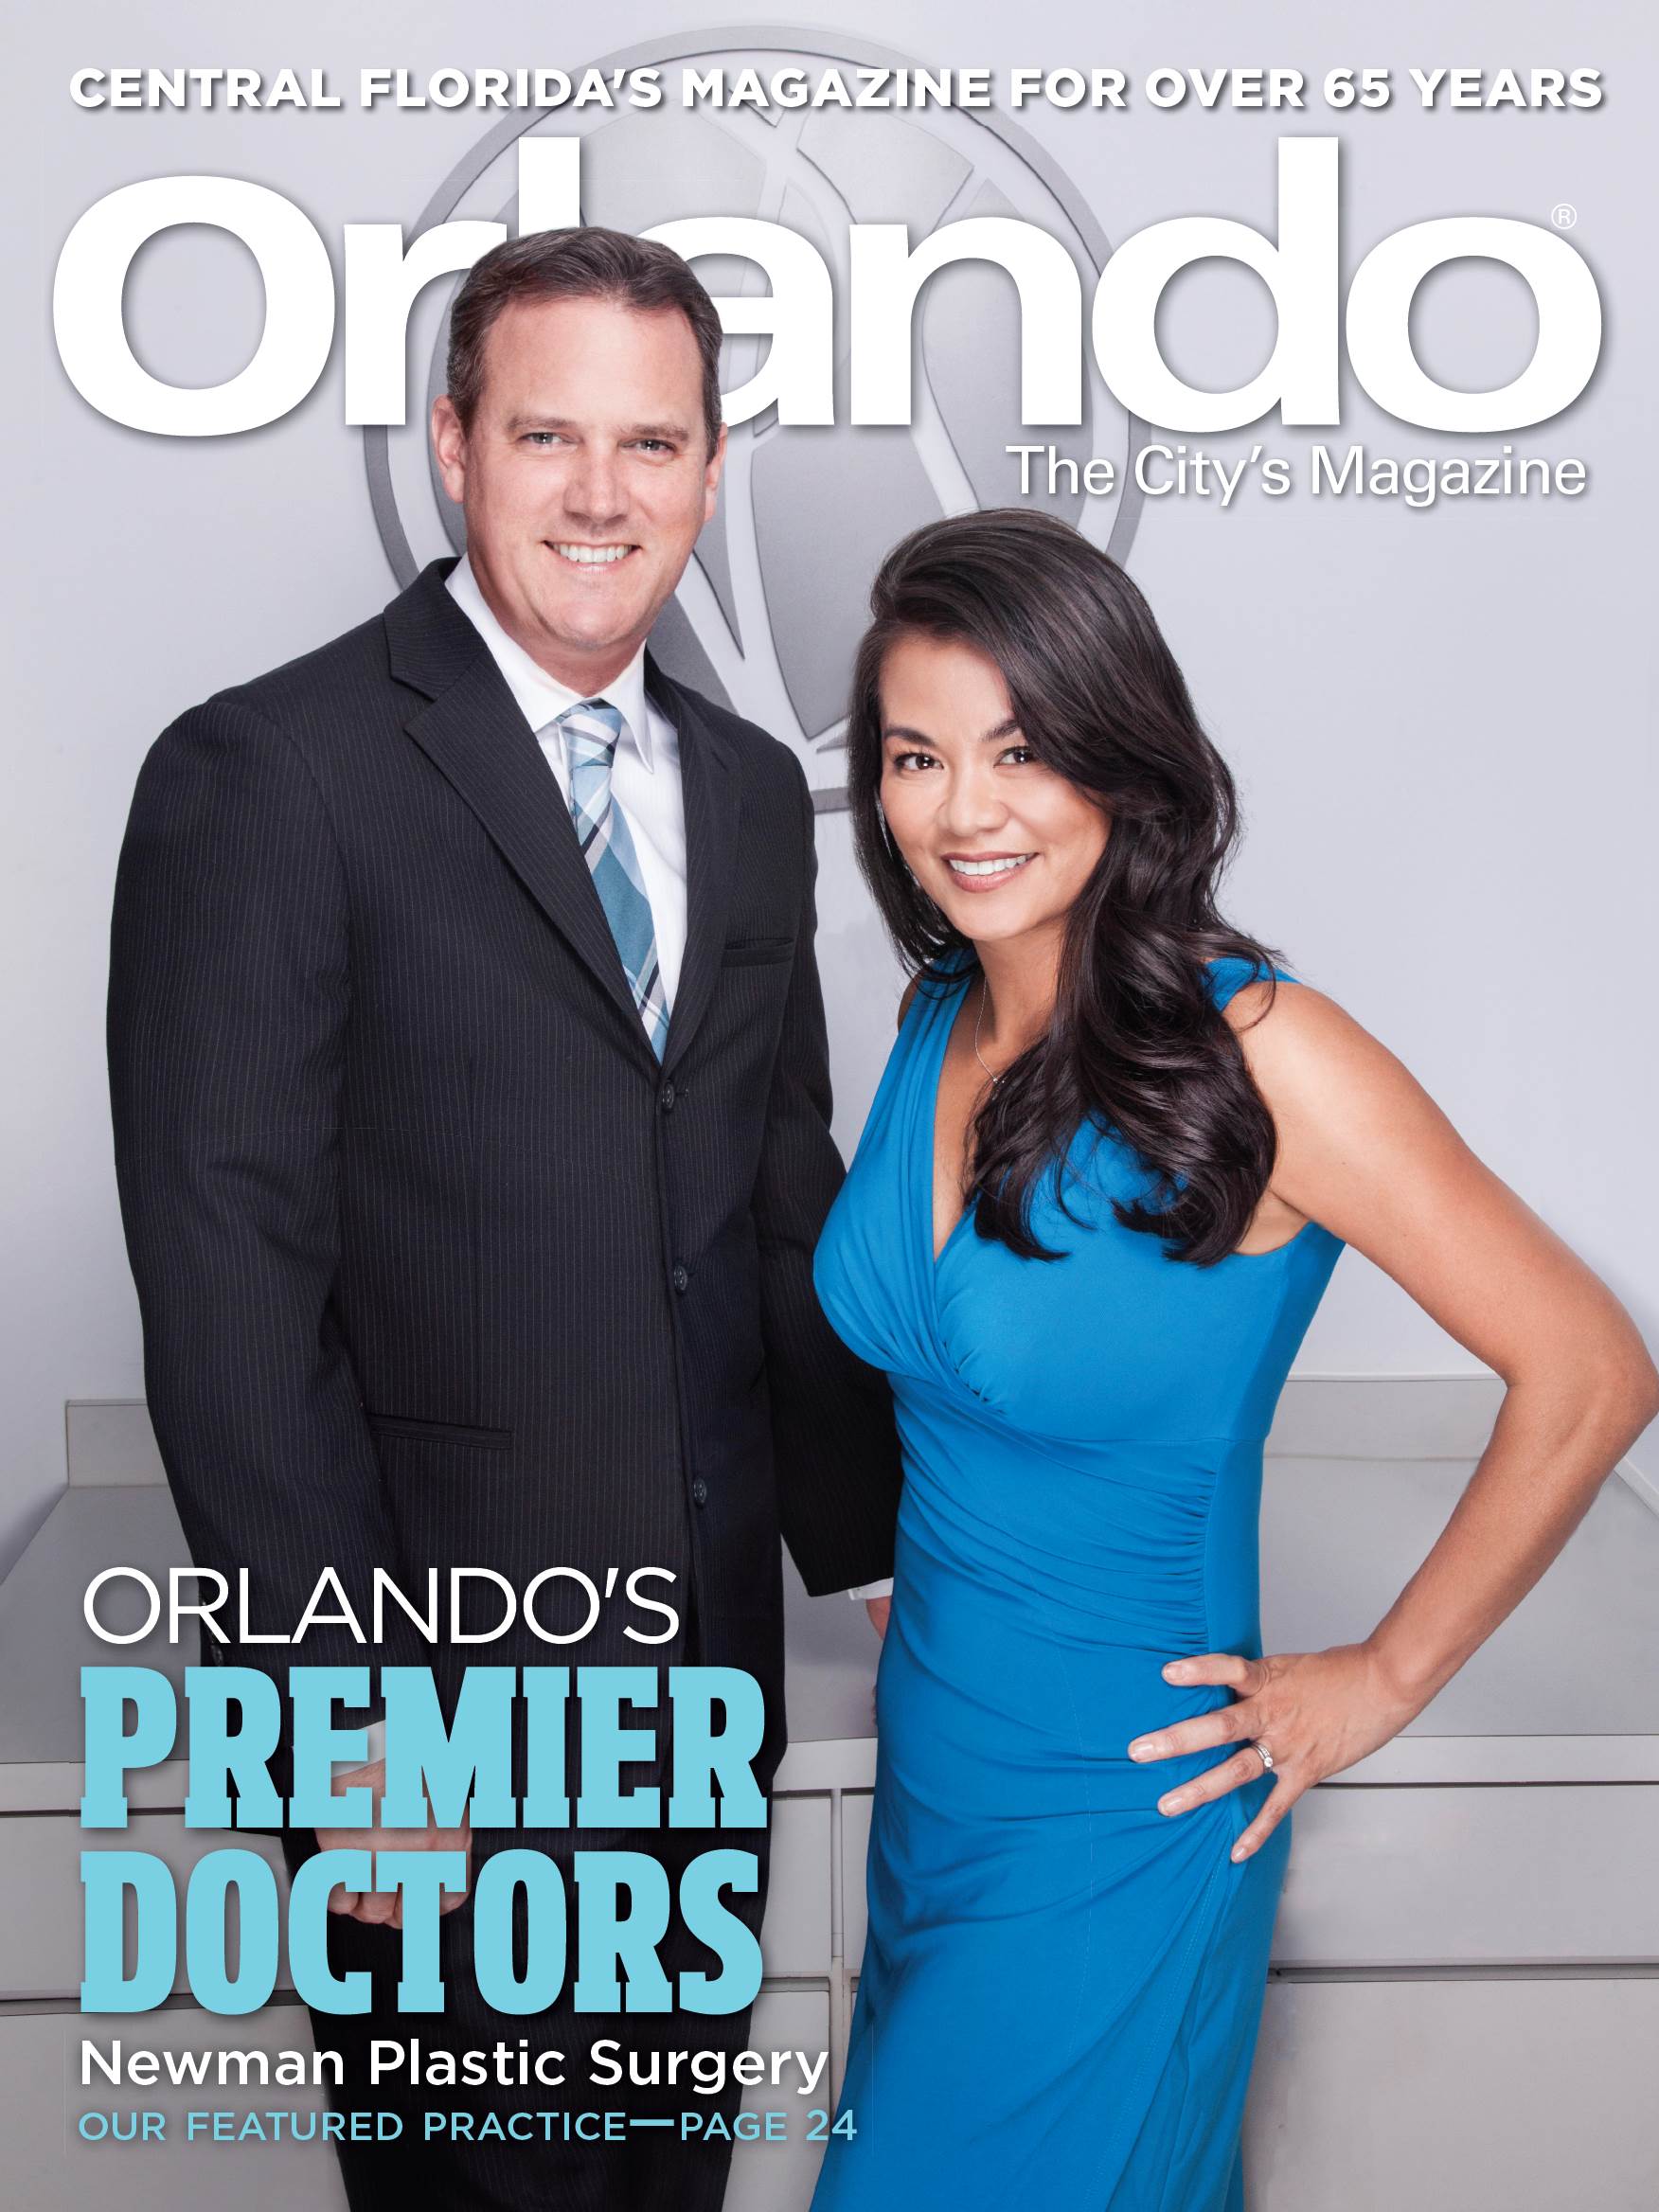 CENTRAL FLORIDA'S MAGAZINE FOR OVER 65 YEARS
Orlando®
The City's Magazine
ORLANDO'S
PREMIER
DOCTORS
Newman Plastic Surgery
OUR FEATURED PRACTICE—PAGE 24